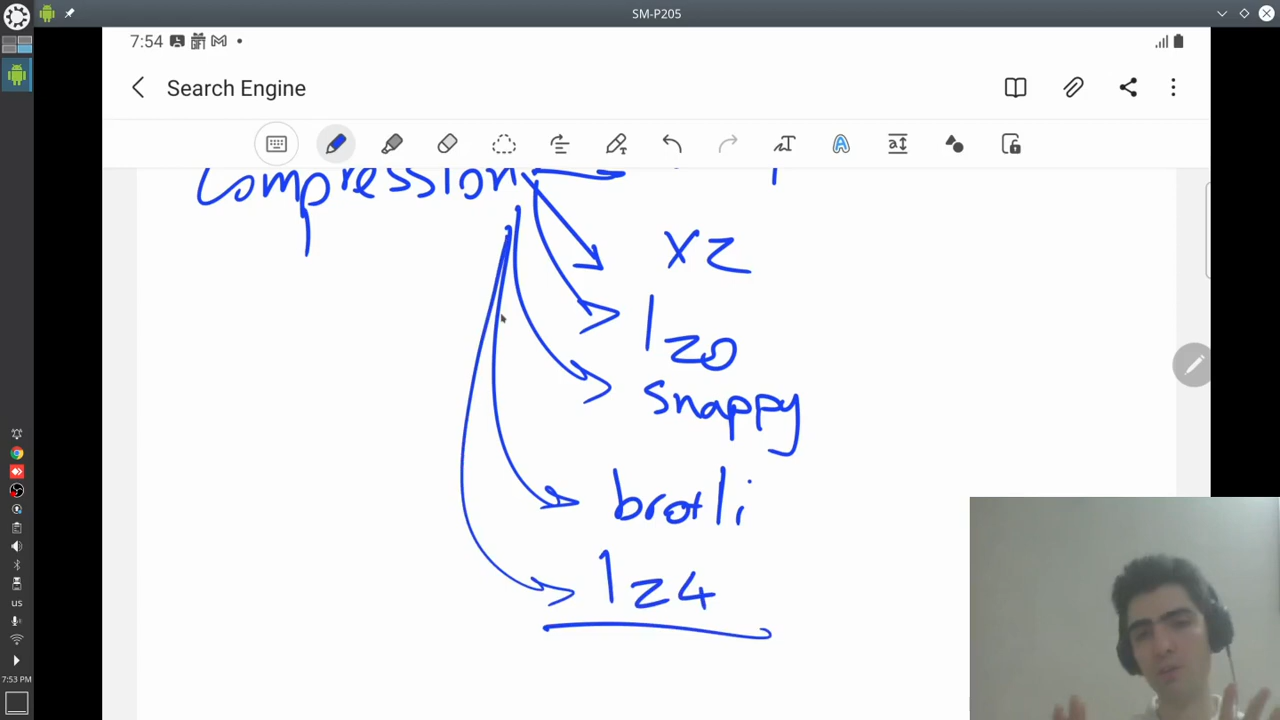 SM-P205
7:54
Search Engine
Compression
xz
lzo
snappy
brotli
lz4
us
7:53 PM